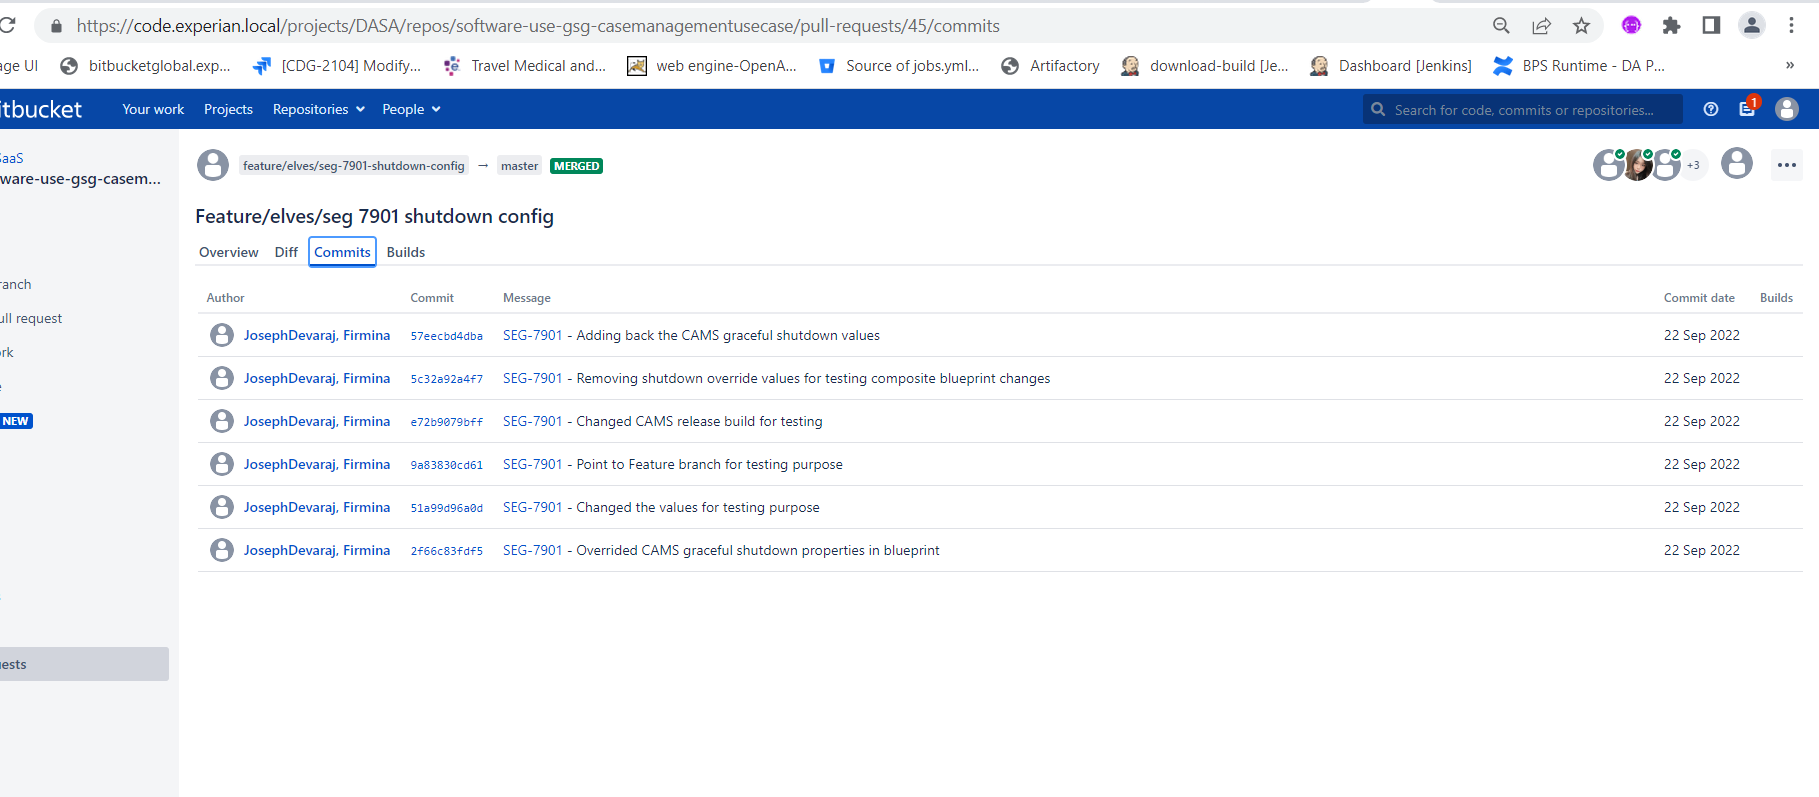 https://code.experian.local/projects/DASA/repos/software-use-gsg-casemanagementusecase/pull-requests/45/commits
age UI bitbucketglobal.exp... [CDG-2104] Modify... Travel Medical and... web engine-OpenA... Source of jobs.yml... Artifactory download-build [Je... Dashboard [Jenkins] BPS Runtime - DA P... »
itbucket Your work Projects Repositories People Search for code, commits or repositories... 1
SaaS
ware-use-gsg-casem...
ranch
ull request
ork
e
NEW
s
uests
feature/elves/seg-7901-shutdown-config → master MERGED +3
Feature/elves/seg 7901 shutdown config
Overview Diff Commits Builds
Author Commit Message Commit date Builds
JosephDevaraj, Firmina 57eecbd4dba SEG-7901 - Adding back the CAMS graceful shutdown values 22 Sep 2022
JosephDevaraj, Firmina 5c32a92a4f7 SEG-7901 - Removing shutdown override values for testing composite blueprint changes 22 Sep 2022
JosephDevaraj, Firmina e72b9079bff SEG-7901 - Changed CAMS release build for testing 22 Sep 2022
JosephDevaraj, Firmina 9a83830cd61 SEG-7901 - Point to Feature branch for testing purpose 22 Sep 2022
JosephDevaraj, Firmina 51a99d96a0d SEG-7901 - Changed the values for testing purpose 22 Sep 2022
JosephDevaraj, Firmina 2f66c83fdf5 SEG-7901 - Overrided CAMS graceful shutdown properties in blueprint 22 Sep 2022